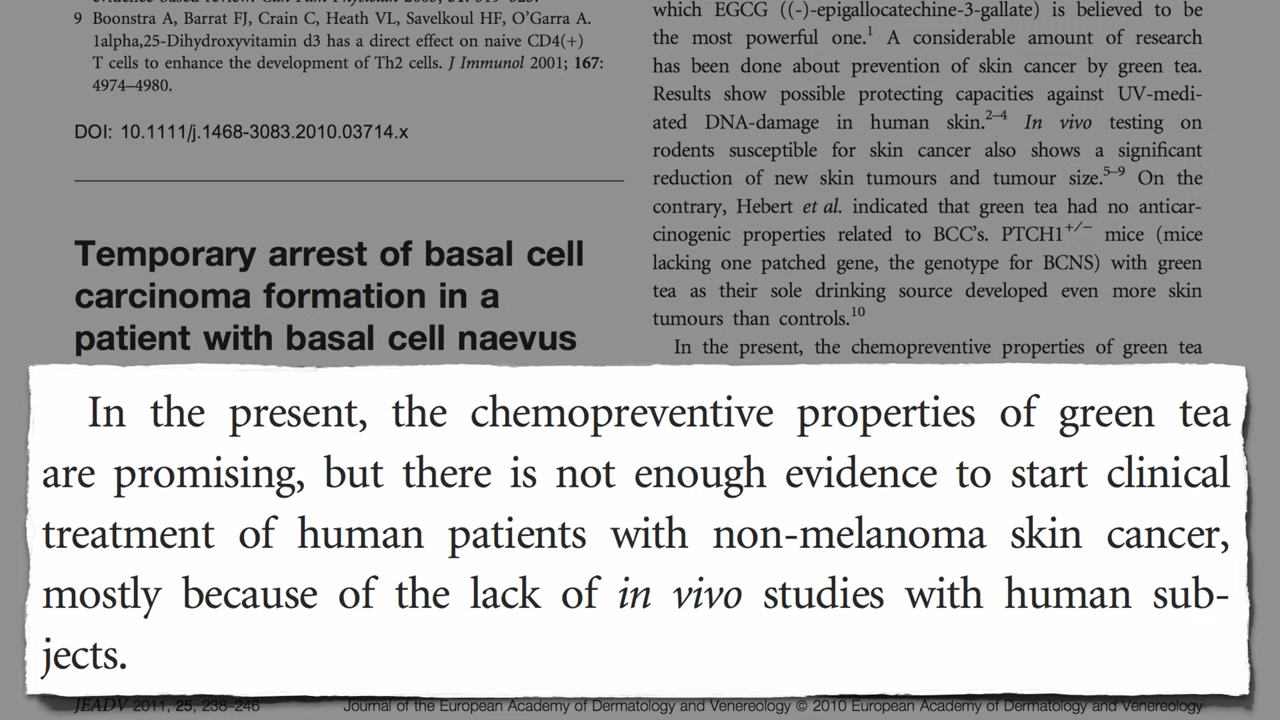 9 Boonstra A, Barrat FJ, Crain C, Heath VL, Savelkoul HF, O'Garra A.
1alpha,25-Dihydroxyvitamin d3 has a direct effect on naive CD4(+)
T cells to enhance the development of Th2 cells. J Immunol 2001; 167:
4974–4980.
DOI: 10.1111/j.1468-3083.2010.03714.x
Temporary arrest of basal cell
carcinoma formation in a
patient with basal cell naevus
which EGCG ((-)-epigallocatechine-3-gallate) is believed to be
the most powerful one.1 A considerable amount of research
has been done about prevention of skin cancer by green tea.
Results show possible protecting capacities against UV-medi-
ated DNA-damage in human skin.2–4 In vivo testing on
rodents susceptible for skin cancer also shows a significant
reduction of new skin tumours and tumour size.5–9 On the
contrary, Hebert et al. indicated that green tea had no anticar-
cinogenic properties related to BCC's. PTCH1+/− mice (mice
lacking one patched gene, the genotype for BCNS) with green
tea as their sole drinking source developed even more skin
tumours than controls.10
In the present, the chemopreventive properties of green tea
In the present, the chemopreventive properties of green tea
are promising, but there is not enough evidence to start clinical
treatment of human patients with non-melanoma skin cancer,
mostly because of the lack of in vivo studies with human sub-
jects.
JEADV 2011, 25, 238–246
Journal of the European Academy of Dermatology and Venereology © 2010 European Academy of Dermatology and Venereology